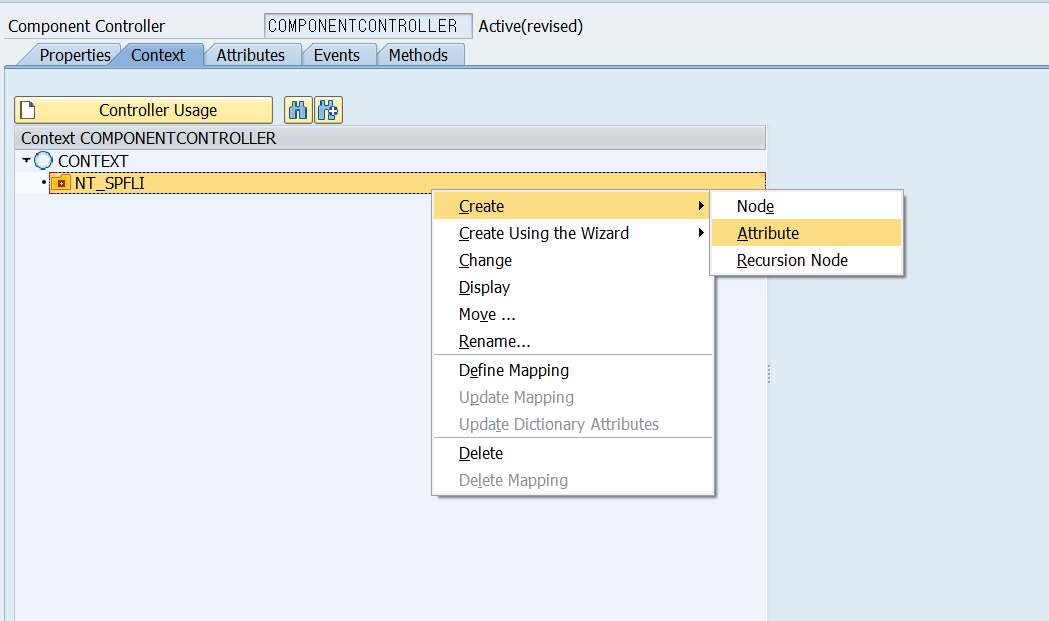 Component Controller COMPONENTCONTROLLER Active(revised)
Properties Context Attributes Events Methods
Controller Usage
Context COMPONENTCONTROLLER
CONTEXT
NT_SPFLI
Create
Create Using the Wizard
Change
Display
Move ...
Rename...
Define Mapping
Update Mapping
Update Dictionary Attributes
Delete
Delete Mapping
Node
Attribute
Recursion Node